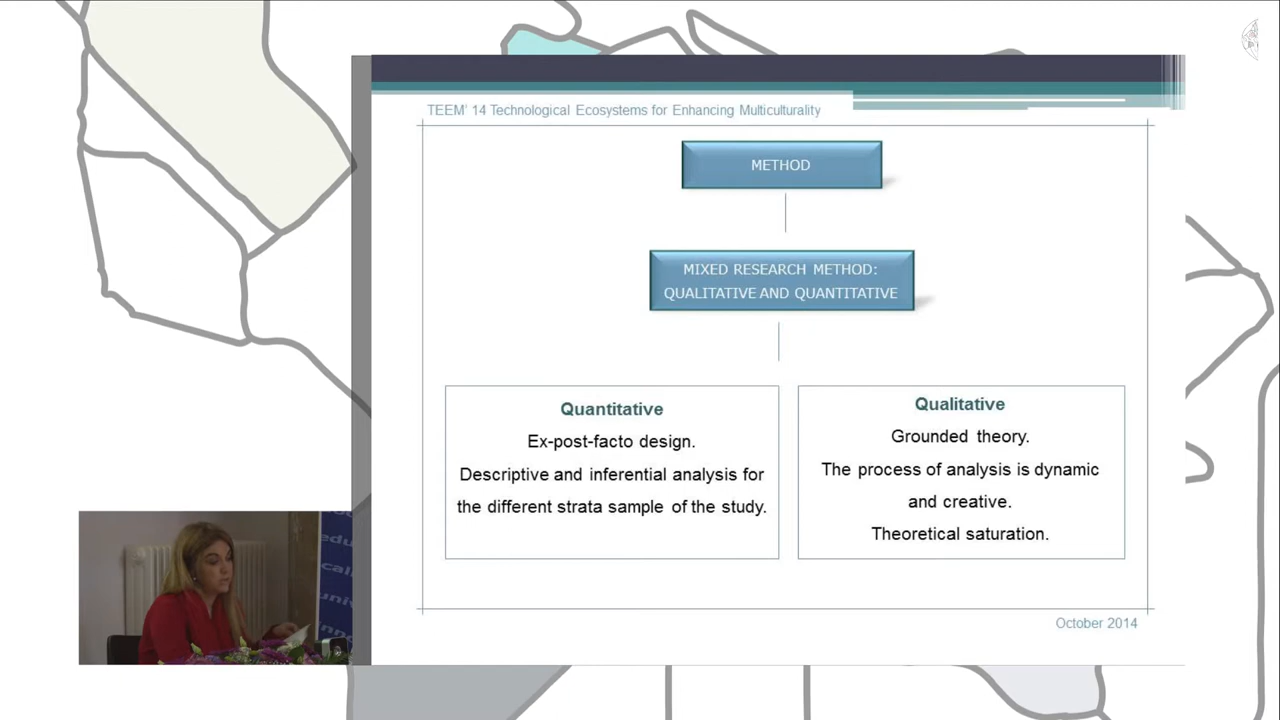 TEEM' 14 Technological Ecosystems for Enhancing Multiculturality
METHOD
MIXED RESEARCH METHOD:
QUALITATIVE AND QUANTITATIVE
Quantitative
Ex-post-facto design.
Descriptive and inferential analysis for
the different strata sample of the study.
Qualitative
Grounded theory.
The process of analysis is dynamic
and creative.
Theoretical saturation.
October 2014